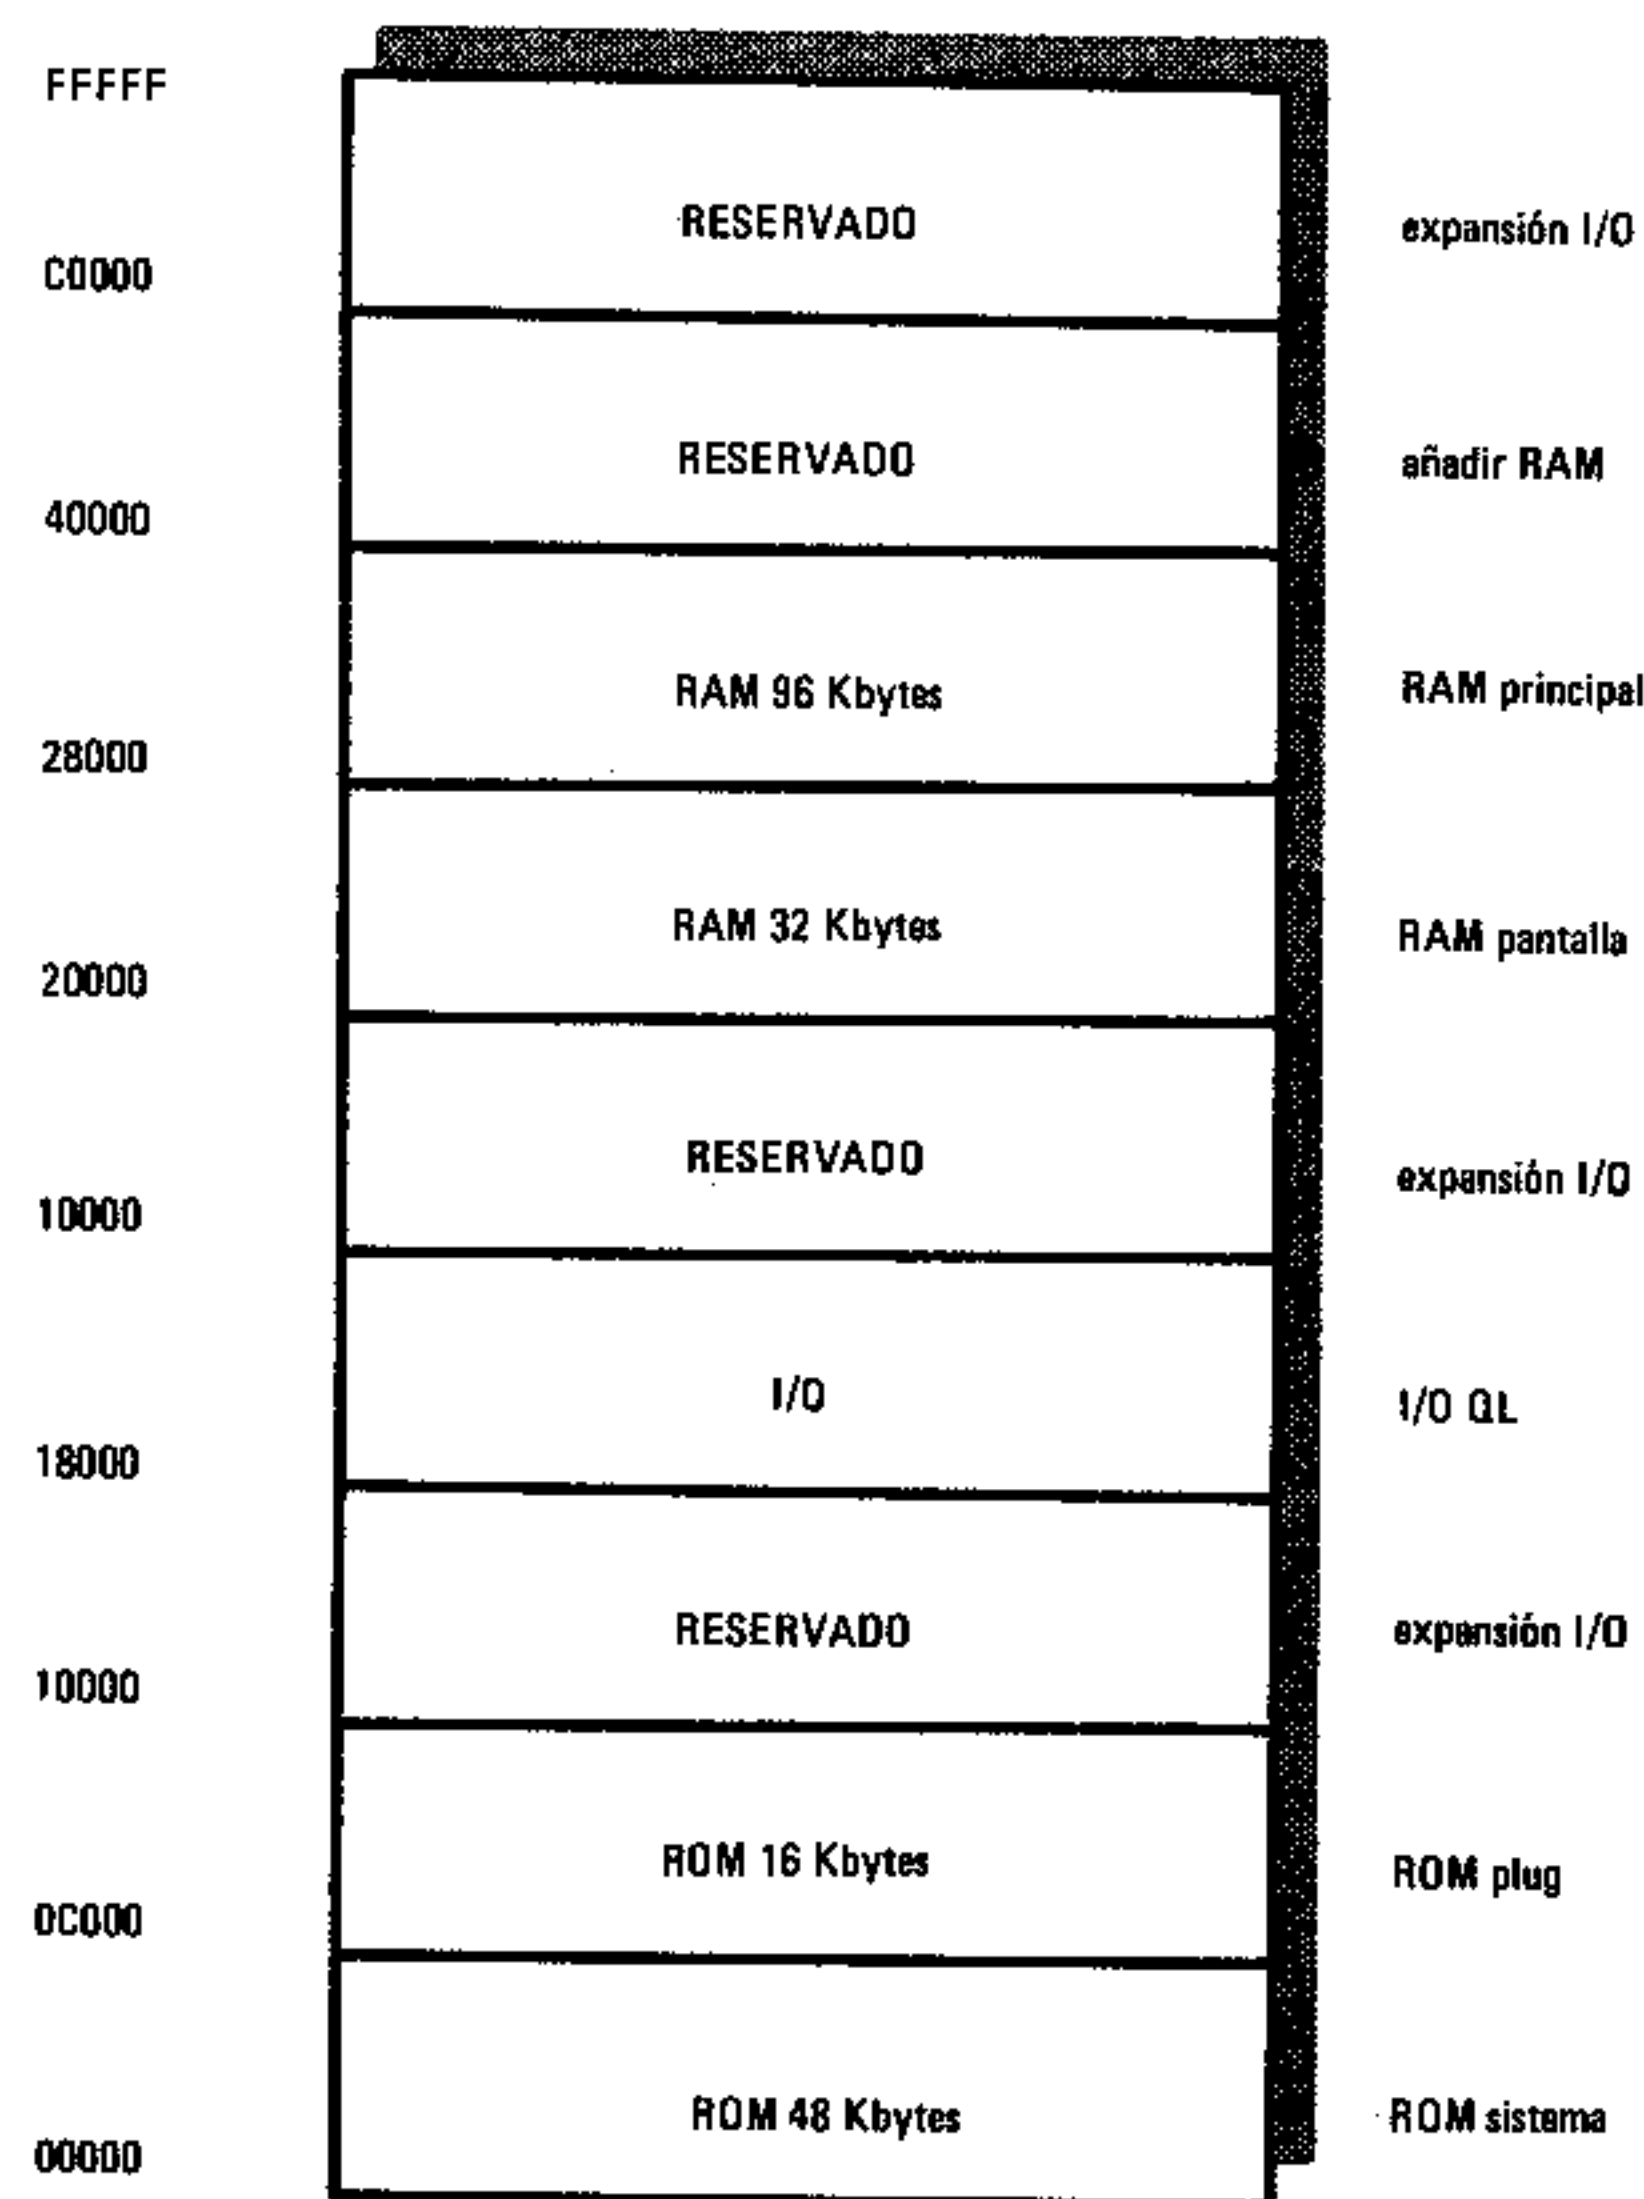 FFFFF
RESERVADO expansión I/O
C0000
RESERVADO añadir RAM
40000
RAM 96 Kbytes RAM principal
28000
RAM 32 Kbytes RAM pantalla
20000
RESERVADO expansión I/O
10000
I/O I/O QL
18000
RESERVADO expansión I/O
10000
ROM 16 Kbytes ROM plug
0C000
ROM 48 Kbytes ROM sistema
00000